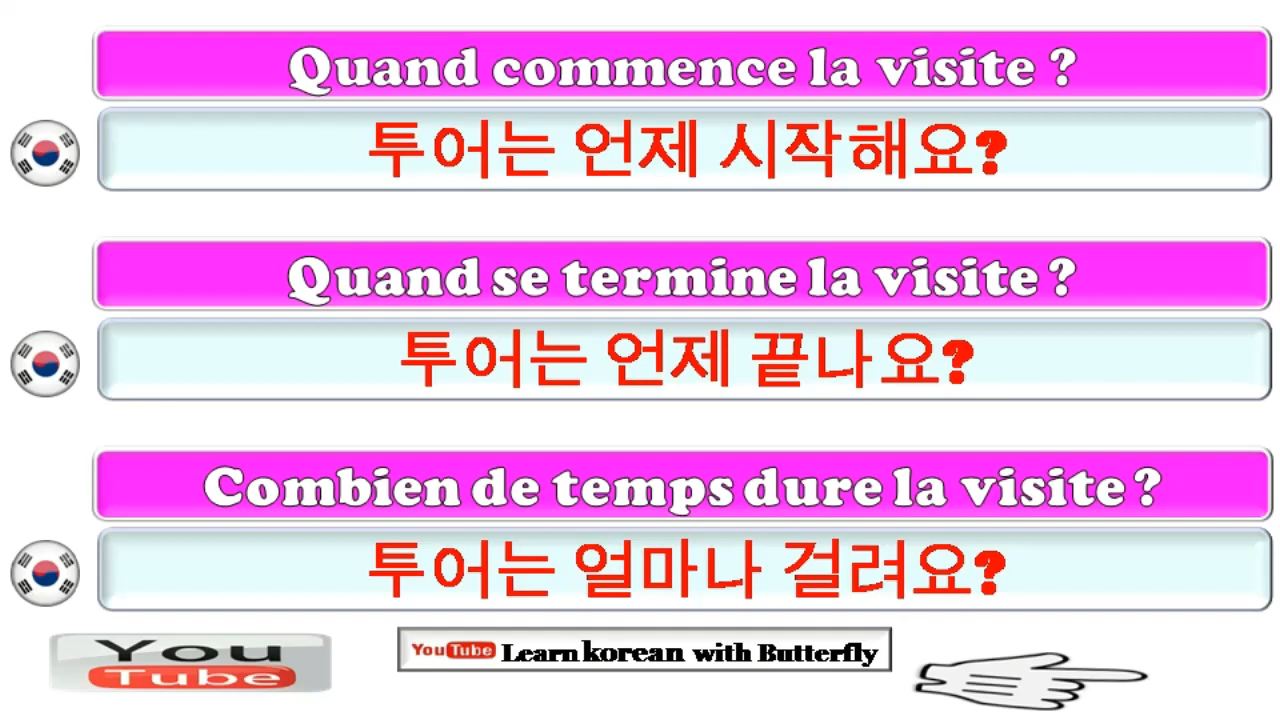 Quand commence la visite ?
투어는 언제 시작해요?
Quand se termine la visite ?
투어는 언제 끝나요?
Combien de temps dure la visite ?
투어는 얼마나 걸려요?
You
Tube
YouTube Learn korean with Butterfly